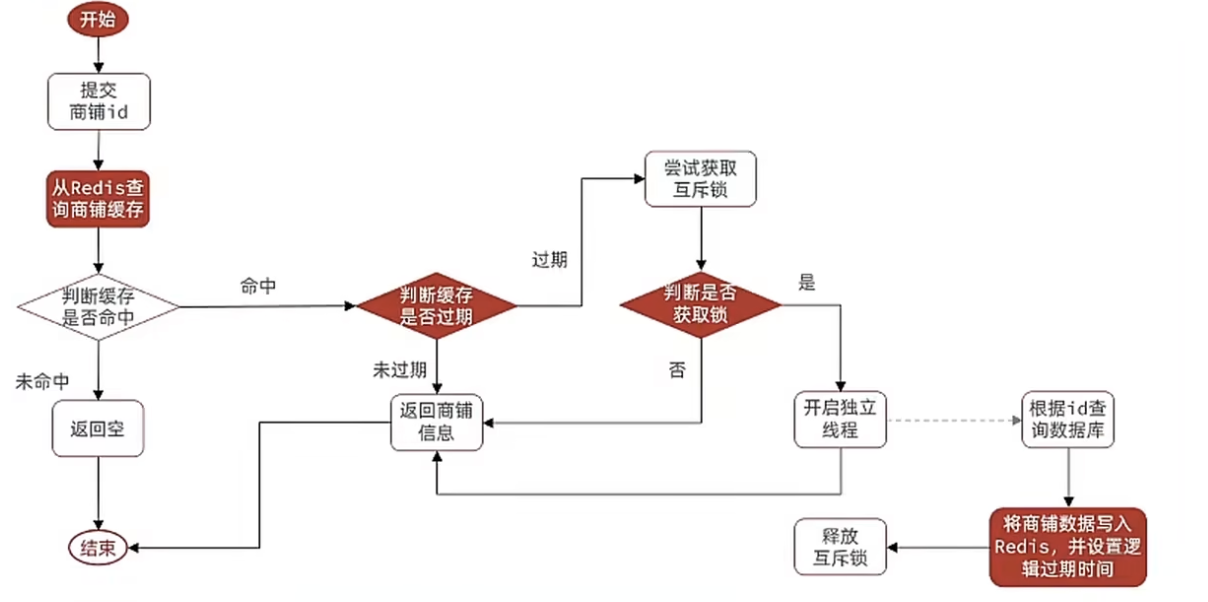 开始
提交
商铺id
从Redis查
询商铺缓存
判断缓存
是否命中
命中
未命中
返回空
结束
判断缓存
是否过期
过期
未过期
返回商铺
信息
尝试获取
互斥锁
判断是否
获取锁
是
否
开启独立
线程
根据id查
询数据库
将商铺数据写入
Redis，并设置逻
辑过期时间
释放
互斥锁